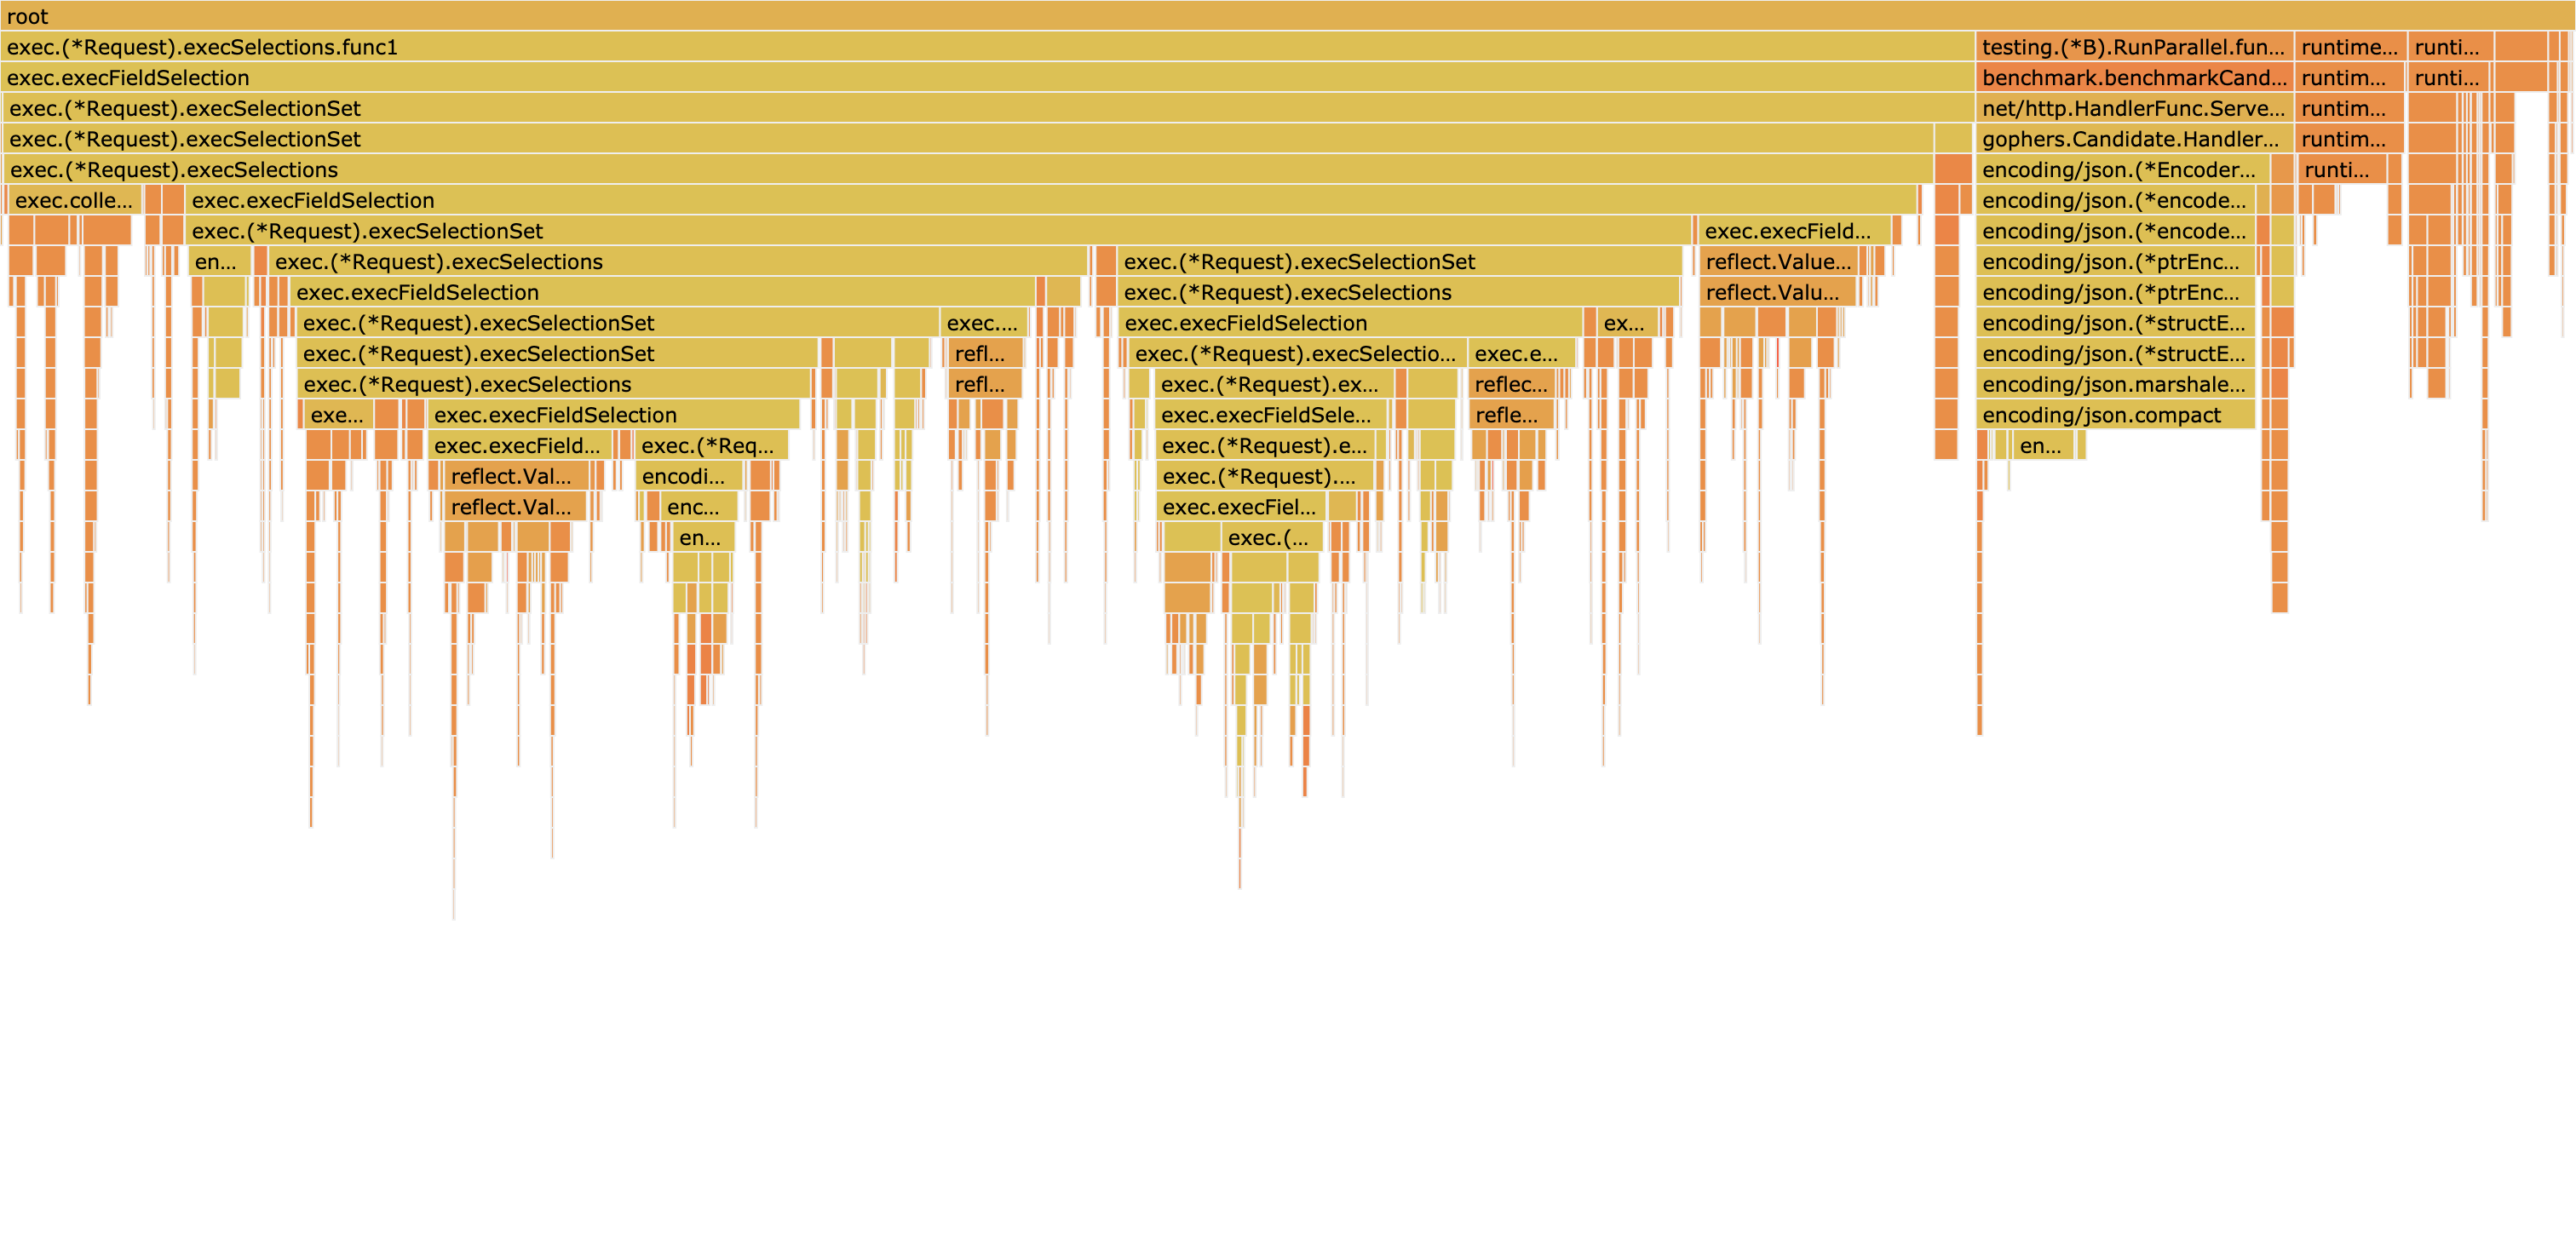 root
exec.(*Request).execSelections.func1 testing.(*B).RunParallel.fun... runtime... runti...
exec.execFieldSelection benchmark.benchmarkCand... runtim... runti...
exec.(*Request).execSelectionSet net/http.HandlerFunc.Serve... runtim...
exec.(*Request).execSelectionSet gophers.Candidate.Handler... runtim...
exec.(*Request).execSelections encoding/json.(*Encoder... runti...
exec.colle... exec.execFieldSelection encoding/json.(*encode...
exec.(*Request).execSelectionSet exec.execField... encoding/json.(*encode...
en... exec.(*Request).execSelections exec.(*Request).execSelectionSet reflect.Value... encoding/json.(*ptrEnc...
exec.execFieldSelection exec.(*Request).execSelections reflect.Valu... encoding/json.(*ptrEnc...
exec.(*Request).execSelectionSet exec.... exec.execFieldSelection ex... encoding/json.(*structE...
exec.(*Request).execSelectionSet refl... exec.(*Request).execSelectio... exec.e... encoding/json.(*structE...
exec.(*Request).execSelections refl... exec.(*Request).ex... reflec... encoding/json.marshale...
exe... exec.execFieldSelection exec.execFieldSele... refle... encoding/json.compact
exec.execField... exec.(*Req... exec.(*Request).e... en...
reflect.Val... encodi... exec.(*Request)....
reflect.Val... enc... exec.execFiel...
en... exec.(*...